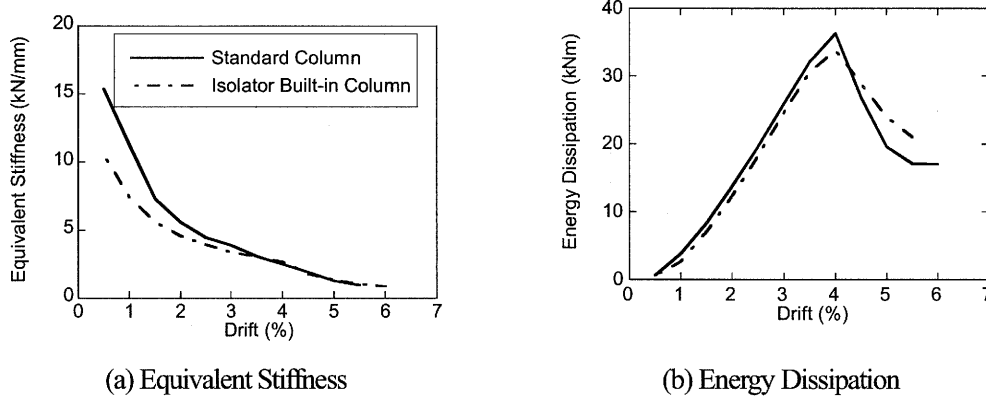 Equivalent Stiffness (kN/mm)
20
15
10
5
0
Standard Column
Isolator Built-in Column
0 1 2 3 4 5 6 7
Drift (%)
(a) Equivalent Stiffness
Energy Dissipation (kNm)
40
30
20
10
0
0 1 2 3 4 5 6 7
Drift (%)
(b) Energy Dissipation